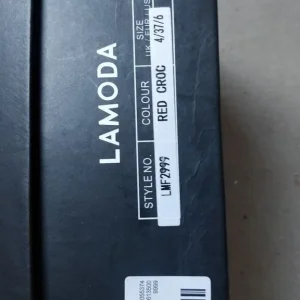 LAMODA
STYLE NO. LMF2999
COLOUR RED CROC
SIZE
UK / EUR / US
4/37/6